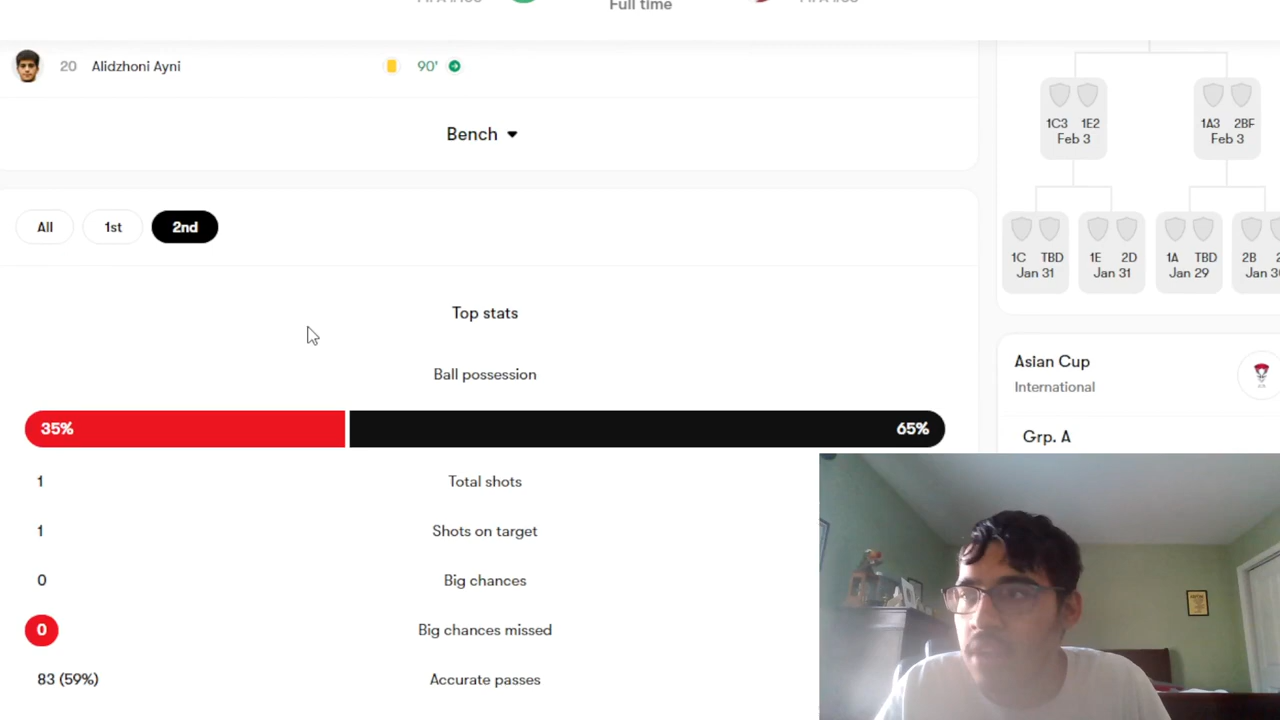 Full time
20 Alidzhoni Ayni 90'
Bench
All 1st 2nd
Top stats
Ball possession
35% 65%
1 Total shots
1 Shots on target
0 Big chances
0 Big chances missed
83 (59%) Accurate passes
1C3 1E2 1A3 2BF
Feb 3 Feb 3
1C TBD 1E 2D 1A TBD 2B
Jan 31 Jan 31 Jan 29 Jan
Asian Cup
International
Grp. A